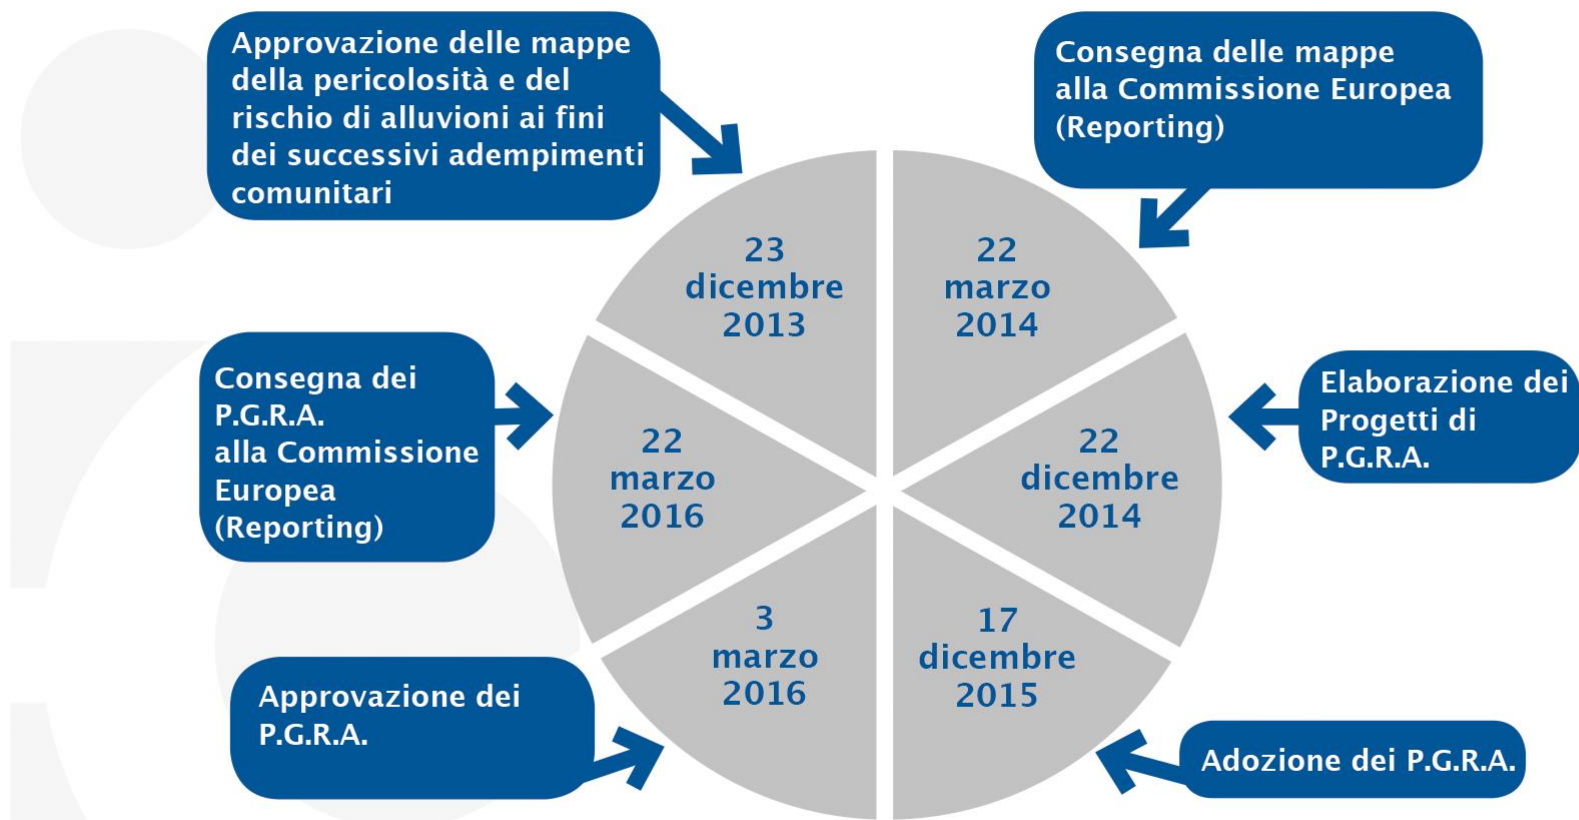 Approvazione delle mappe
della pericolosità e del
rischio di alluvioni ai fini
dei successivi adempimenti
comunitari
23
dicembre
2013
Consegna delle mappe
alla Commissione Europea
(Reporting)
22
marzo
2014
Elaborazione dei
Progetti di
P.G.R.A.
22
dicembre
2014
Adozione dei P.G.R.A.
17
dicembre
2015
Approvazione dei
P.G.R.A.
3
marzo
2016
Consegna dei
P.G.R.A.
alla Commissione
Europea
(Reporting)
22
marzo
2016